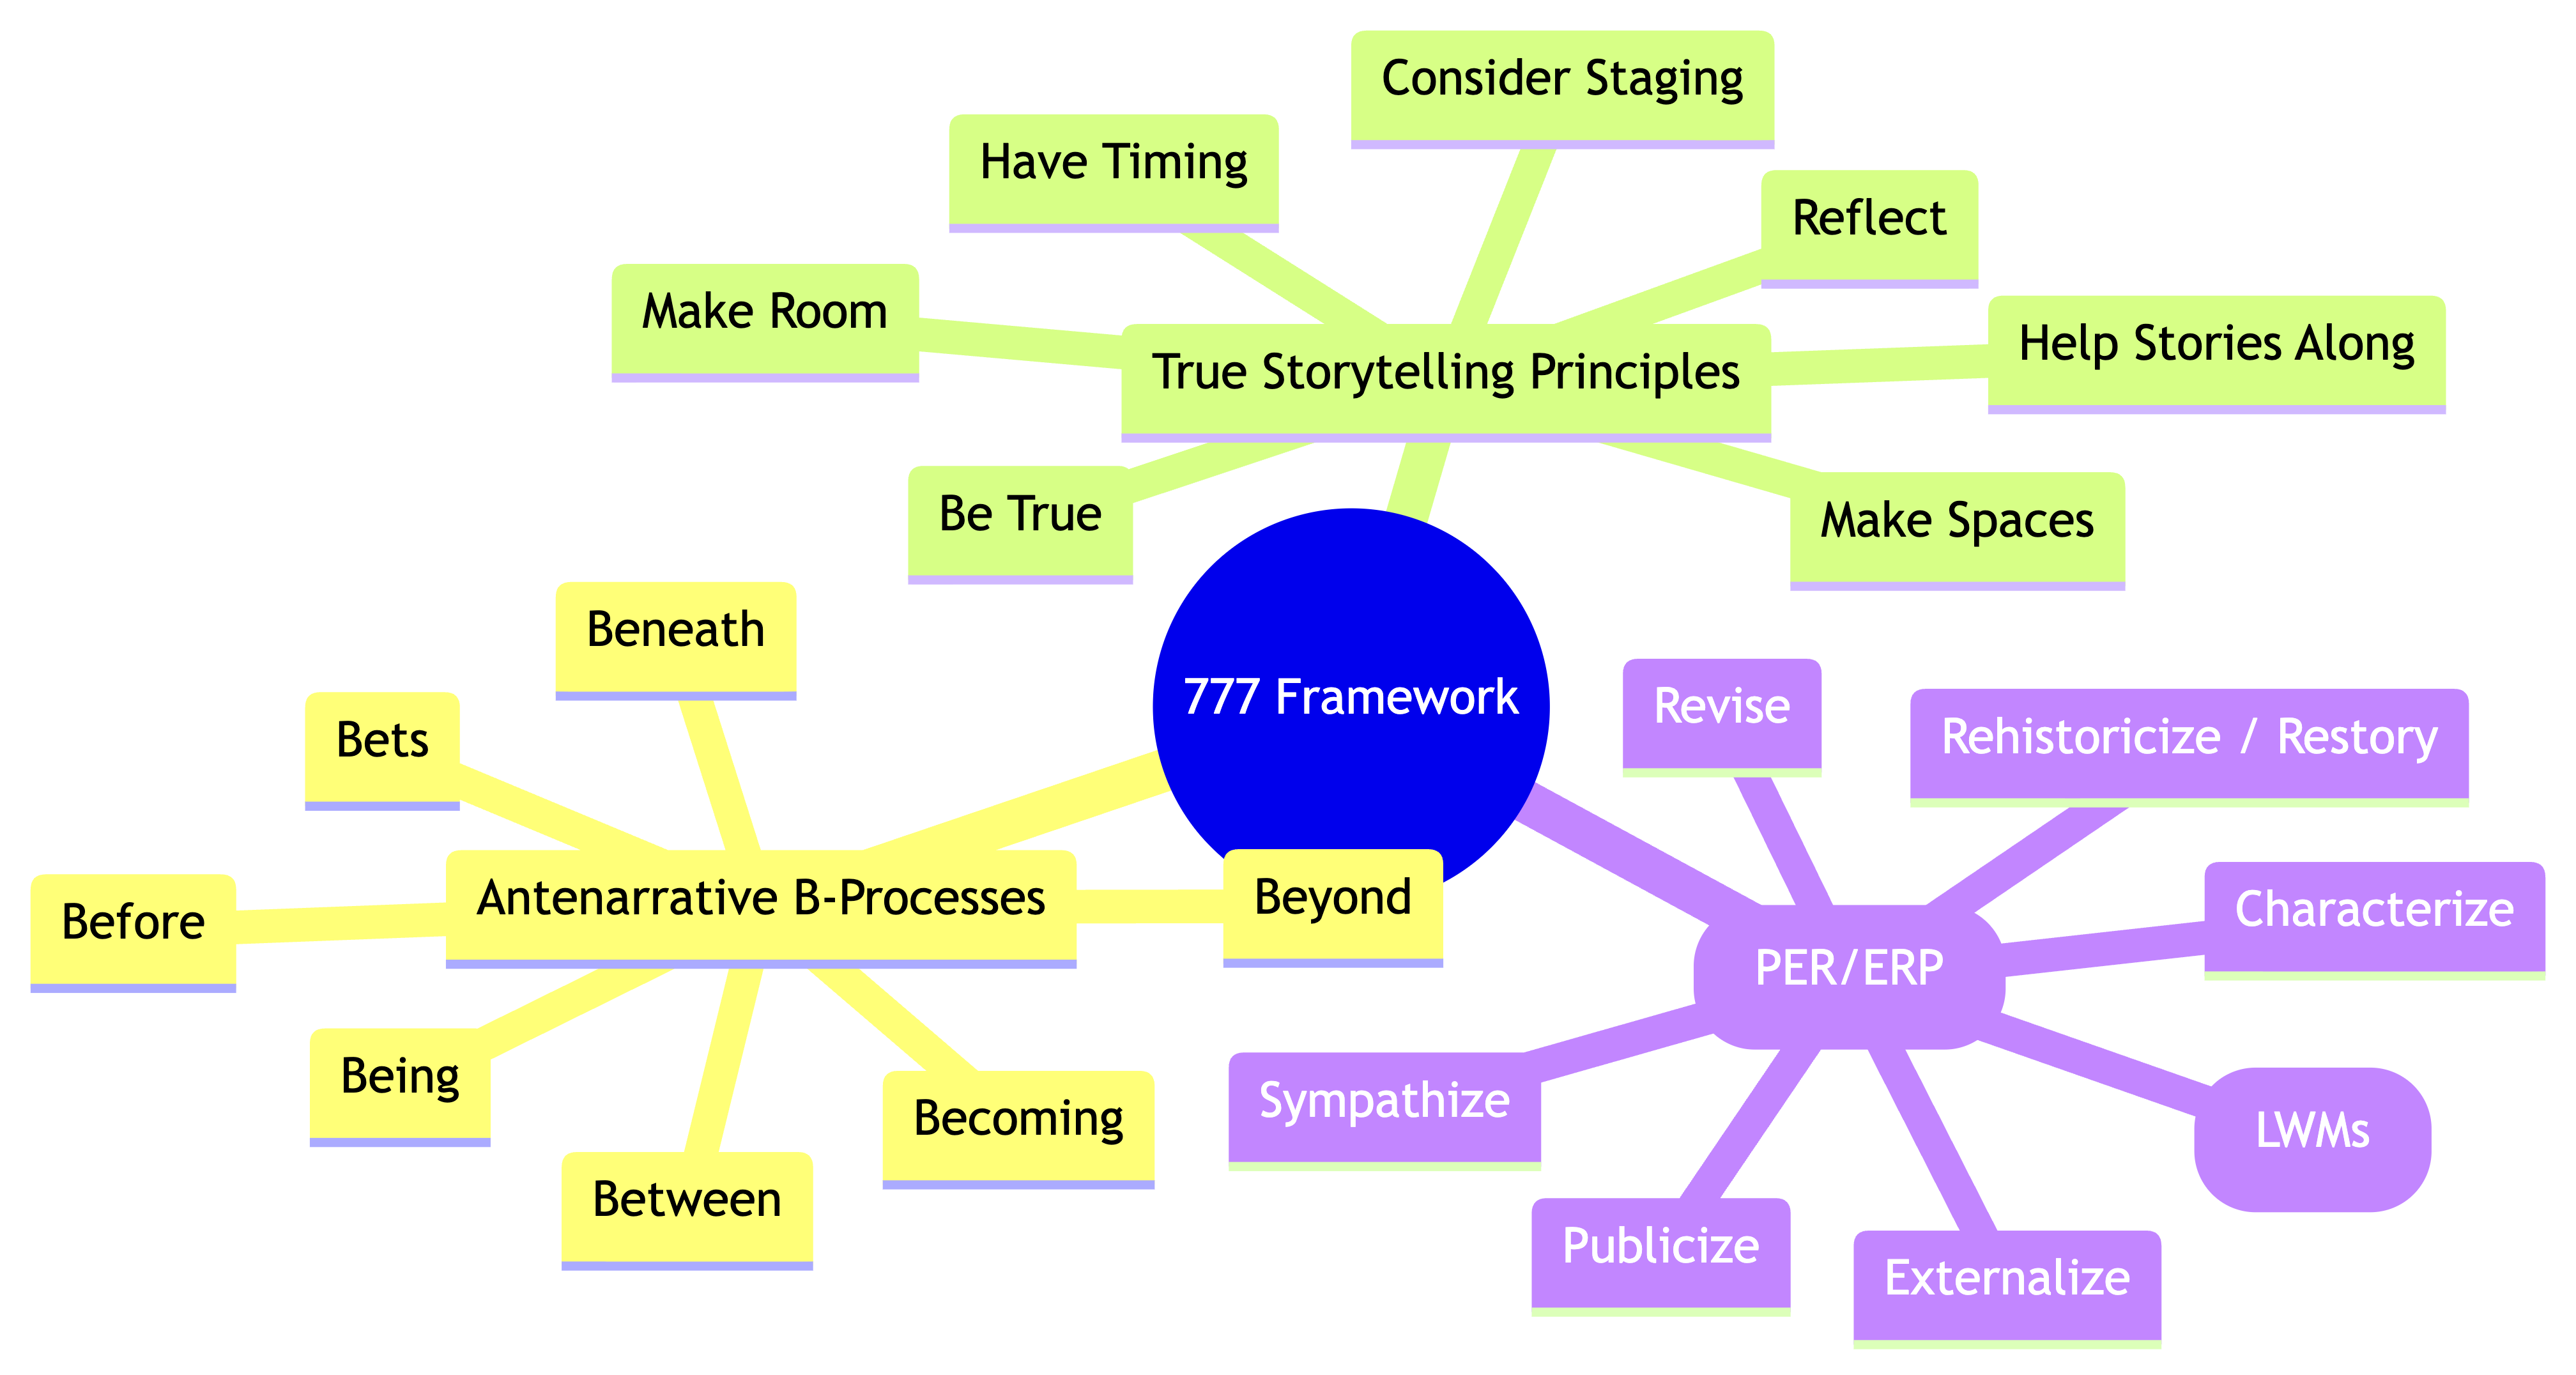 Consider Staging
Have Timing
Reflect
Make Room
Help Stories Along
True Storytelling Principles
Be True
Make Spaces
Beneath
777 Framework
Revise
Rehistoricize / Restory
Bets
Before
Antenarrative B-Processes
Beyond
Characterize
PER/ERP
Being
Becoming
Sympathize
LWMs
Between
Publicize
Externalize